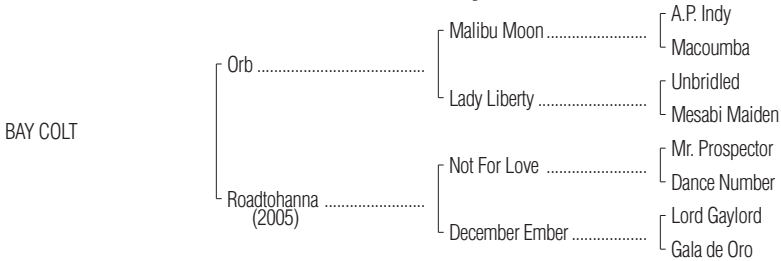 A.P. Indy
Malibu Moon ........................
Macoumba
Orb ........................................
Unbridled
Lady Liberty ..........................
Mesabi Maiden
BAY COLT
Mr. Prospector
Not For Love ........................
Dance Number
Roadtohanna ........................
(2005)
Lord Gaylord
December Ember ..................
Gala de Oro